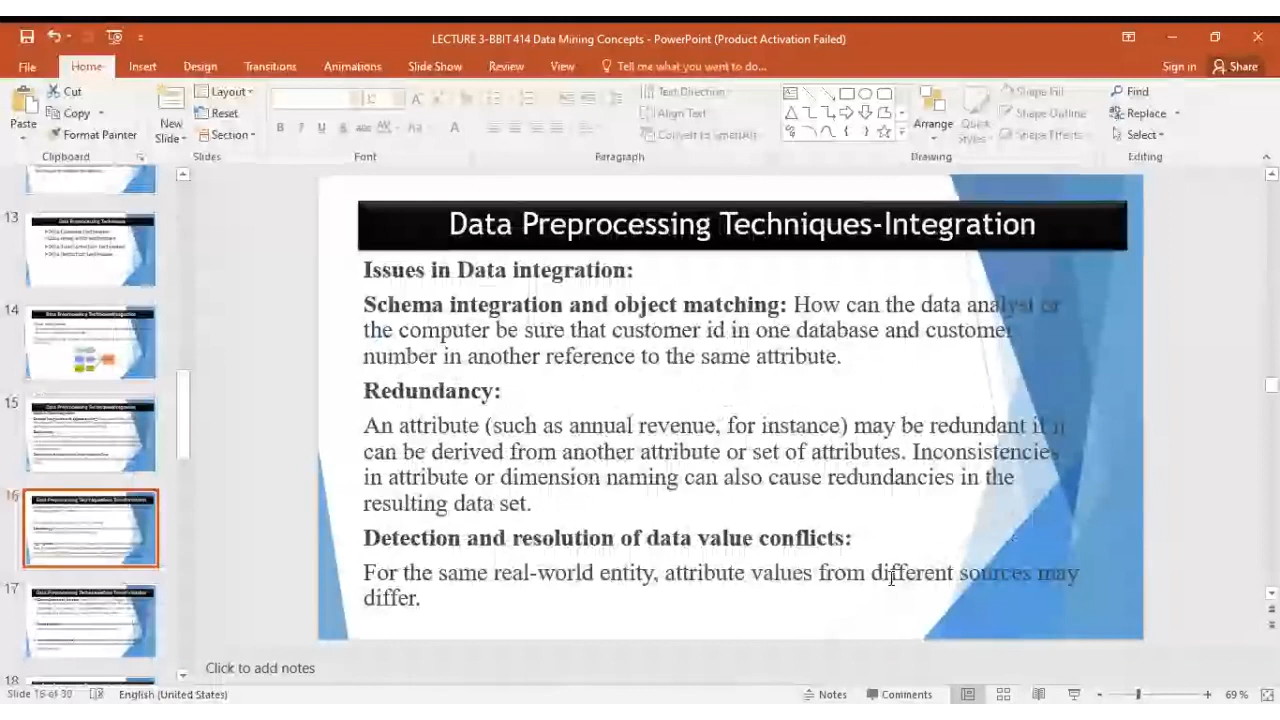 LECTURE 3-BBIT 414 Data Mining Concepts - PowerPoint (Product Activation Failed)
File Home Insert Design Transitions Animations Slide Show Review View Tell me what you want to do... Sign in Share
Cut
Copy
Format Painter
Paste
Clipboard
New
Slide
Layout
Reset
Section
Slides
Font
Text Direction
Align Text
Convert to SmartArt
Paragraph
Arrange
Quick
Styles
Shape Fill
Shape Outline
Shape Effects
Drawing
Find
Replace
Select
Editing
13
14
15
16
17
18
Data Preprocessing Techniques
Data Preprocessing Techniques-Integration
Issues in Data integration:
Schema integration and object matching: How can the data analyst or
the computer be sure that customer id in one database and customer
number in another reference to the same attribute.
Redundancy:
An attribute (such as annual revenue, for instance) may be redundant if it
can be derived from another attribute or set of attributes. Inconsistencies
in attribute or dimension naming can also cause redundancies in the
resulting data set.
Detection and resolution of data value conflicts:
For the same real-world entity, attribute values from different sources may
differ.
Click to add notes
English (United States)
Notes Comments 69 %